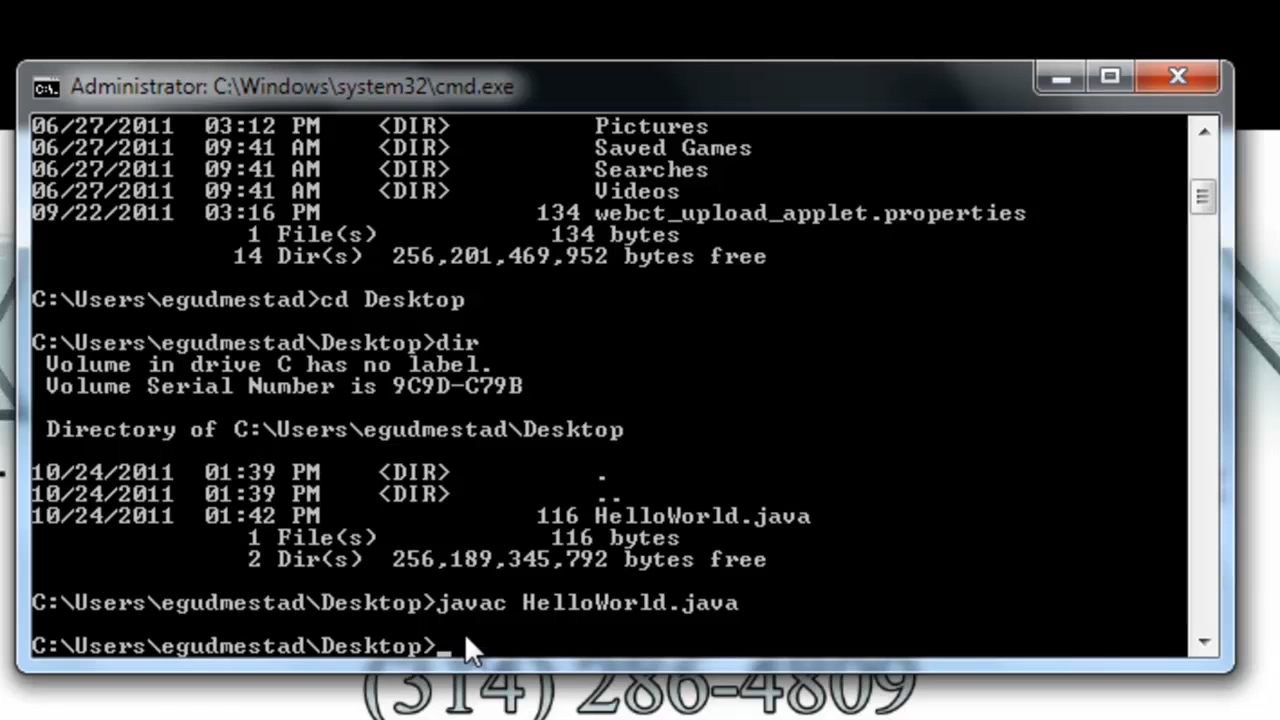 Administrator: C:\Windows\system32\cmd.exe
06/27/2011 03:12 PM <DIR> Pictures
06/27/2011 09:41 AM <DIR> Saved Games
06/27/2011 09:41 AM <DIR> Searches
06/27/2011 09:41 AM <DIR> Videos
09/22/2011 03:16 PM 134 webct_upload_applet.properties
1 File(s) 134 bytes
14 Dir(s) 256,201,469,952 bytes free
C:\Users\egudmestad>cd Desktop
C:\Users\egudmestad\Desktop>dir
Volume in drive C has no label.
Volume Serial Number is 9C9D-C79B
Directory of C:\Users\egudmestad\Desktop
10/24/2011 01:39 PM <DIR> .
10/24/2011 01:39 PM <DIR> ..
10/24/2011 01:42 PM 116 HelloWorld.java
1 File(s) 116 bytes
2 Dir(s) 256,189,345,792 bytes free
C:\Users\egudmestad\Desktop>javac HelloWorld.java
C:\Users\egudmestad\Desktop>_
(314) 286-4809